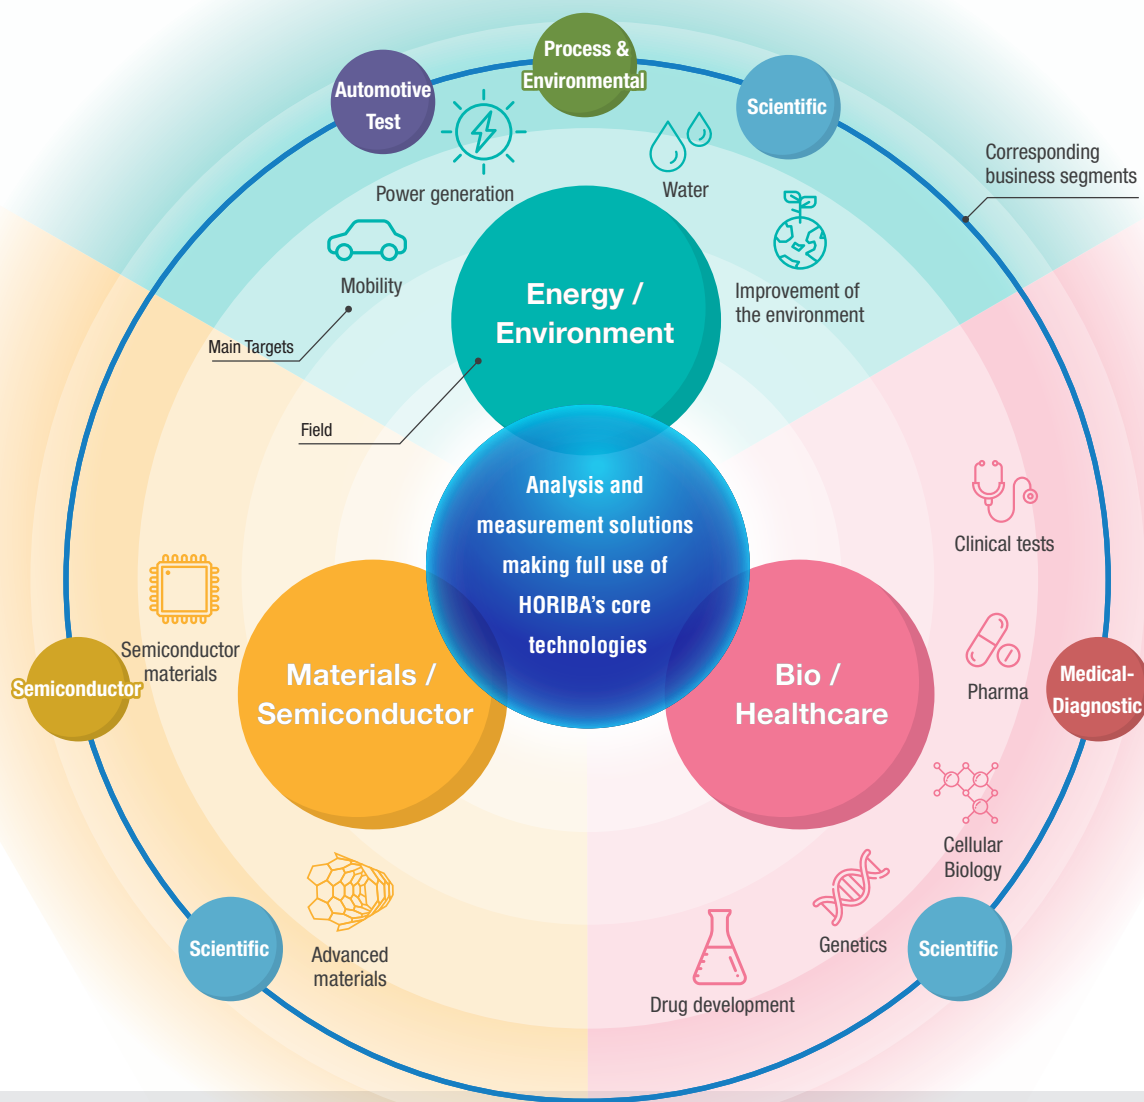 Process &
Environmental
Automotive
Test
Scientific
Corresponding
business segments
Power generation
Water
Mobility
Improvement of
the environment
Energy /
Environment
Main Targets
Field
Analysis and
measurement solutions
making full use of
HORIBA's core
technologies
Clinical tests
Semiconductor
materials
Semiconductor
Materials /
Semiconductor
Bio /
Healthcare
Pharma
Medical-
Diagnostic
Cellular
Biology
Genetics
Scientific
Advanced
materials
Scientific
Drug development